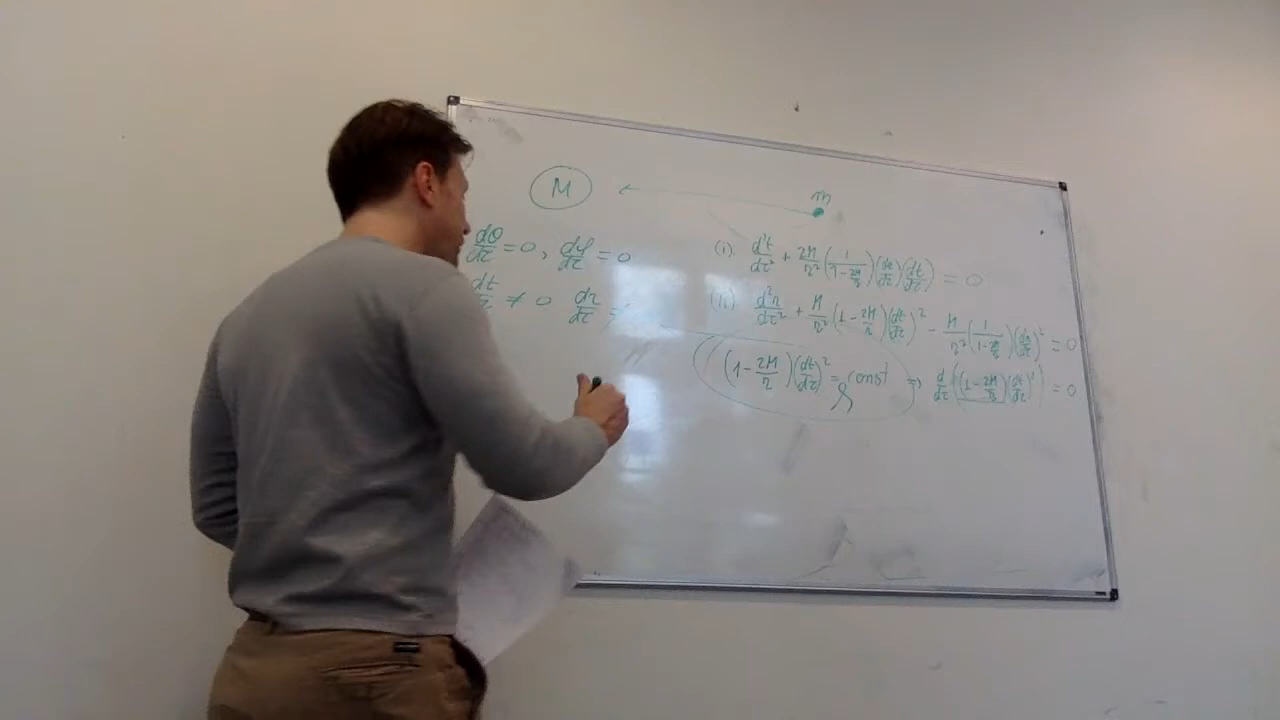 M
m
dθ/dτ = 0 , dφ/dτ = 0
dt/dτ ≠ 0 dr/dτ ≠
(i). d²t/dτ² + 2M/r² (1/(1-2M/r)) (dr/dτ)(dt/dτ) = 0
(ii). d²r/dτ² + M/r² (1-2M/r)(dt/dτ)² - M/r² (1/(1-2M/r)) (dr/dτ)² = 0
(1-2M/r)(dt/dτ)² = const ⇒ d/dτ ((1-2M/r)(dt/dτ)²) = 0